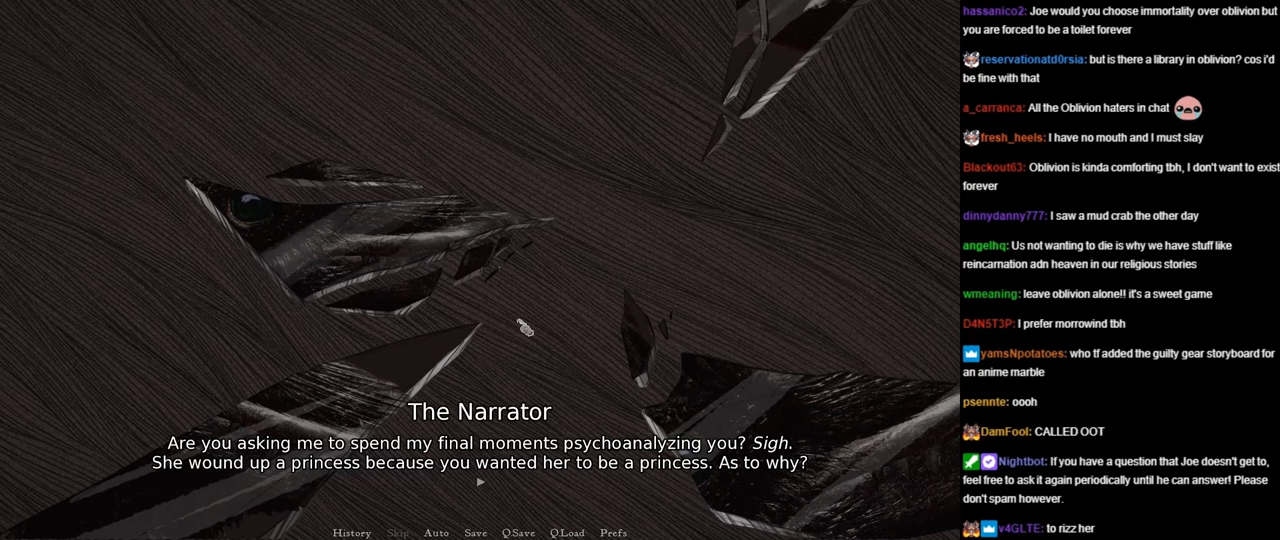 The Narrator
Are you asking me to spend my final moments psychoanalyzing you? Sigh.
She wound up a princess because you wanted her to be a princess. As to why?
History Skip Auto Save Q.Save Q.Load Prefs
hassanico2: Joe would you choose immortality over oblivion but
you are forced to be a toilet forever
reservationatd0rsia: but is there a library in oblivion? cos i'd
be fine with that
a_carranca: All the Oblivion haters in chat
fresh_heels: I have no mouth and I must slay
Blackout63: Oblivion is kinda comforting tbh, I don't want to exist
forever
dinnydanny777: I saw a mud crab the other day
angelhq: Us not wanting to die is why we have stuff like
reincarnation adn heaven in our religious stories
wmeaning: leave oblivion alone!! it's a sweet game
D4N5T3P: I prefer morrowind tbh
yamsNpotatoes: who tf added the guilty gear storyboard for
an anime marble
psennte: oooh
DamFool: CALLED OOT
Nightbot: If you have a question that Joe doesn't get to,
feel free to ask it again periodically until he can answer! Please
don't spam however.
v4GLTE: to rizz her